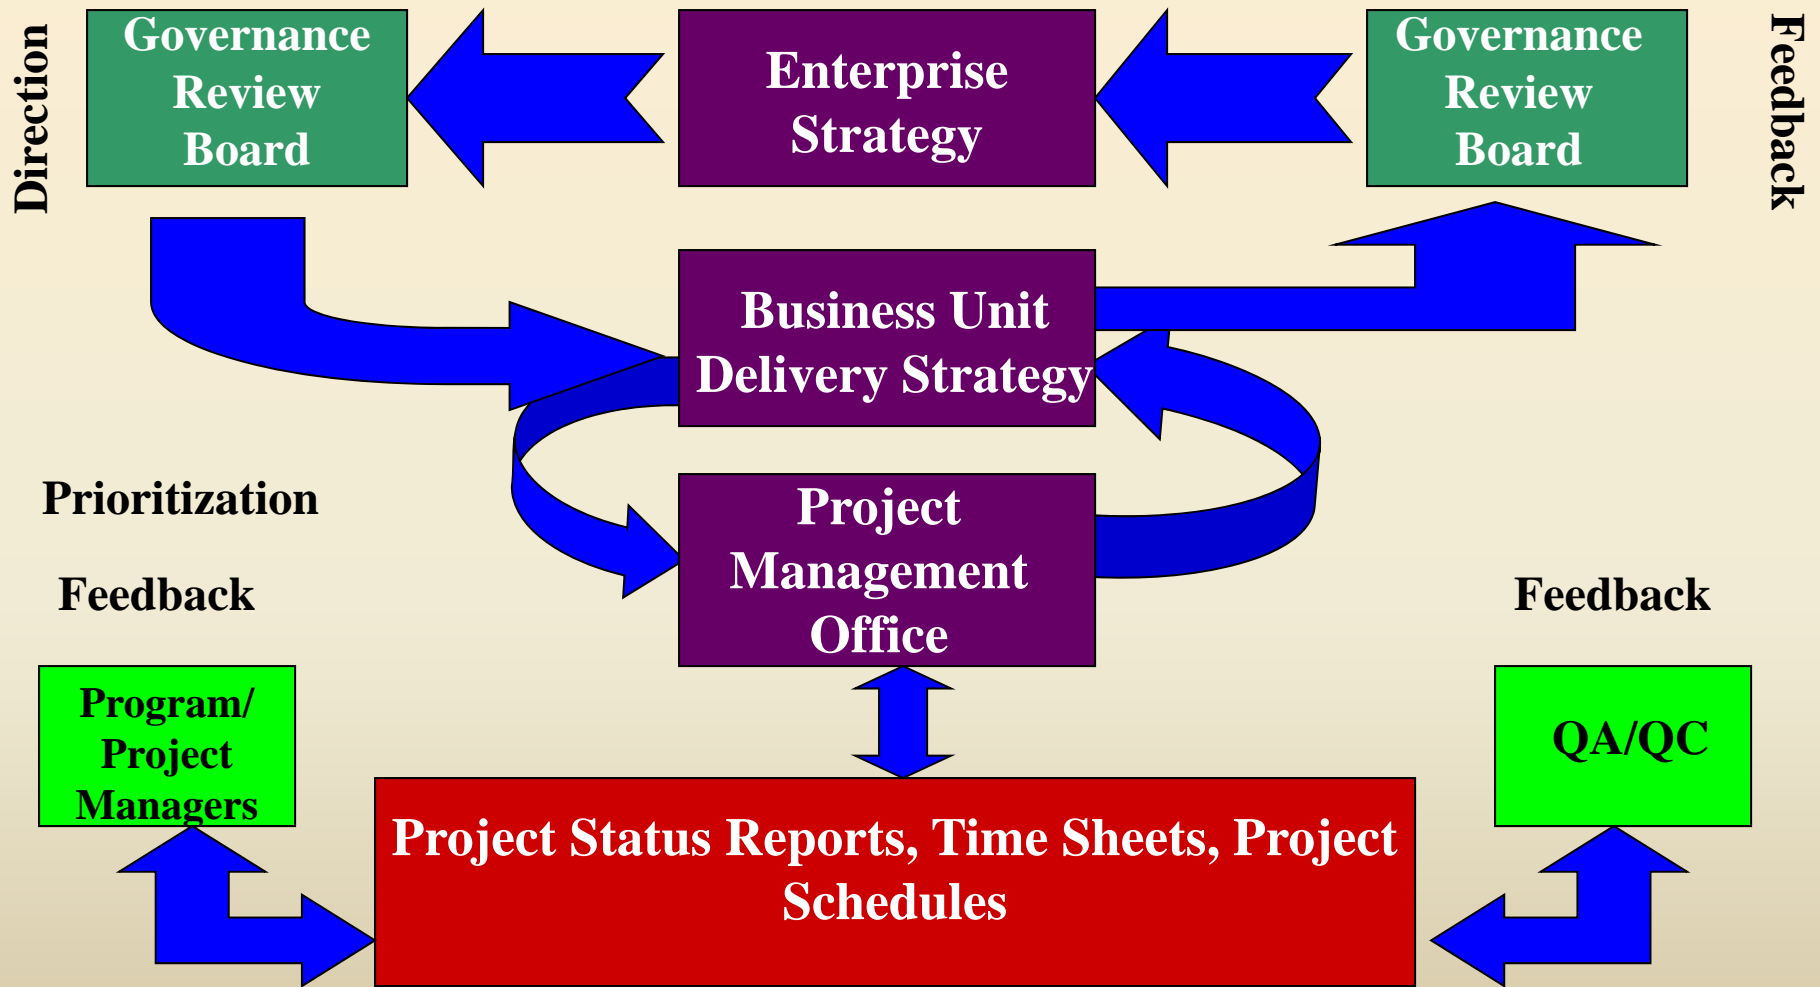 Direction
Governance
Review
Board
Enterprise
Strategy
Governance
Review
Board
Feedback
Business Unit
Delivery Strategy
Prioritization
Feedback
Project
Management
Office
Feedback
Program/
Project
Managers
QA/QC
Project Status Reports, Time Sheets, Project
Schedules